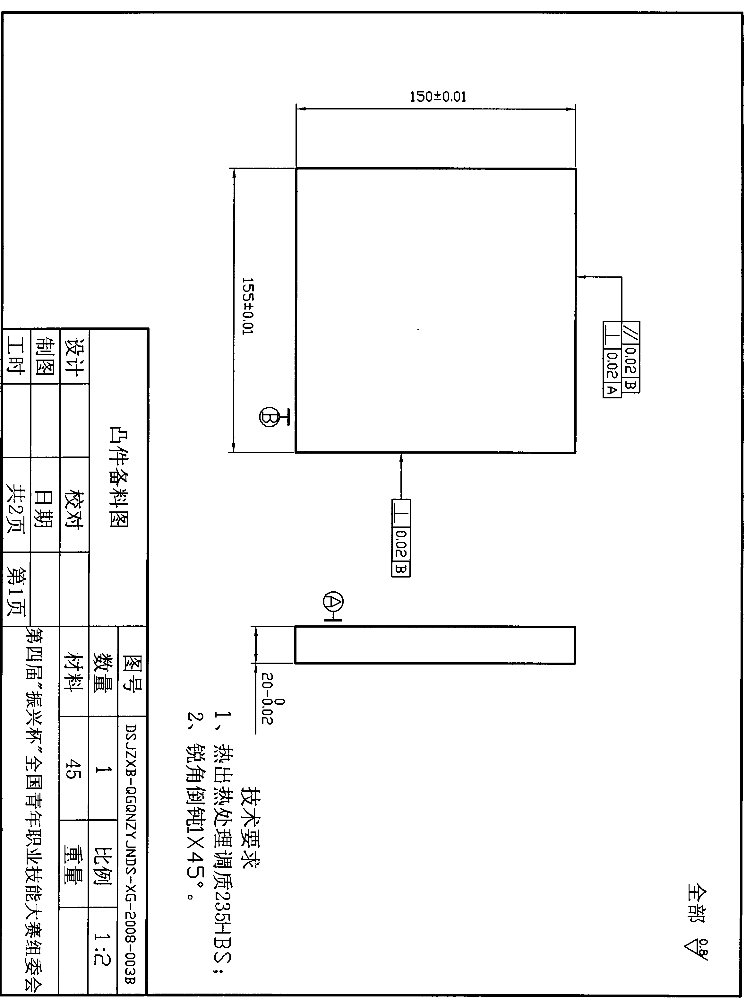 全部 0.8
// 0.02 B
⊥ 0.02 A
150±0.01
⊥ 0.02 B
A
B
155±0.01
0
20-0.02
技术要求
1、热出热处理调质235HBS；
2、锐角倒钝1X45°。
凸件备料图
图号 DSJZXB-QGQNZYJNDS-XG-2008-003B
数量 1 比例 1:2
设计 校对 材料 45 重量
制图 日期
工时 共2页 第1页
第四届"振兴杯"全国青年职业技能大赛组委会